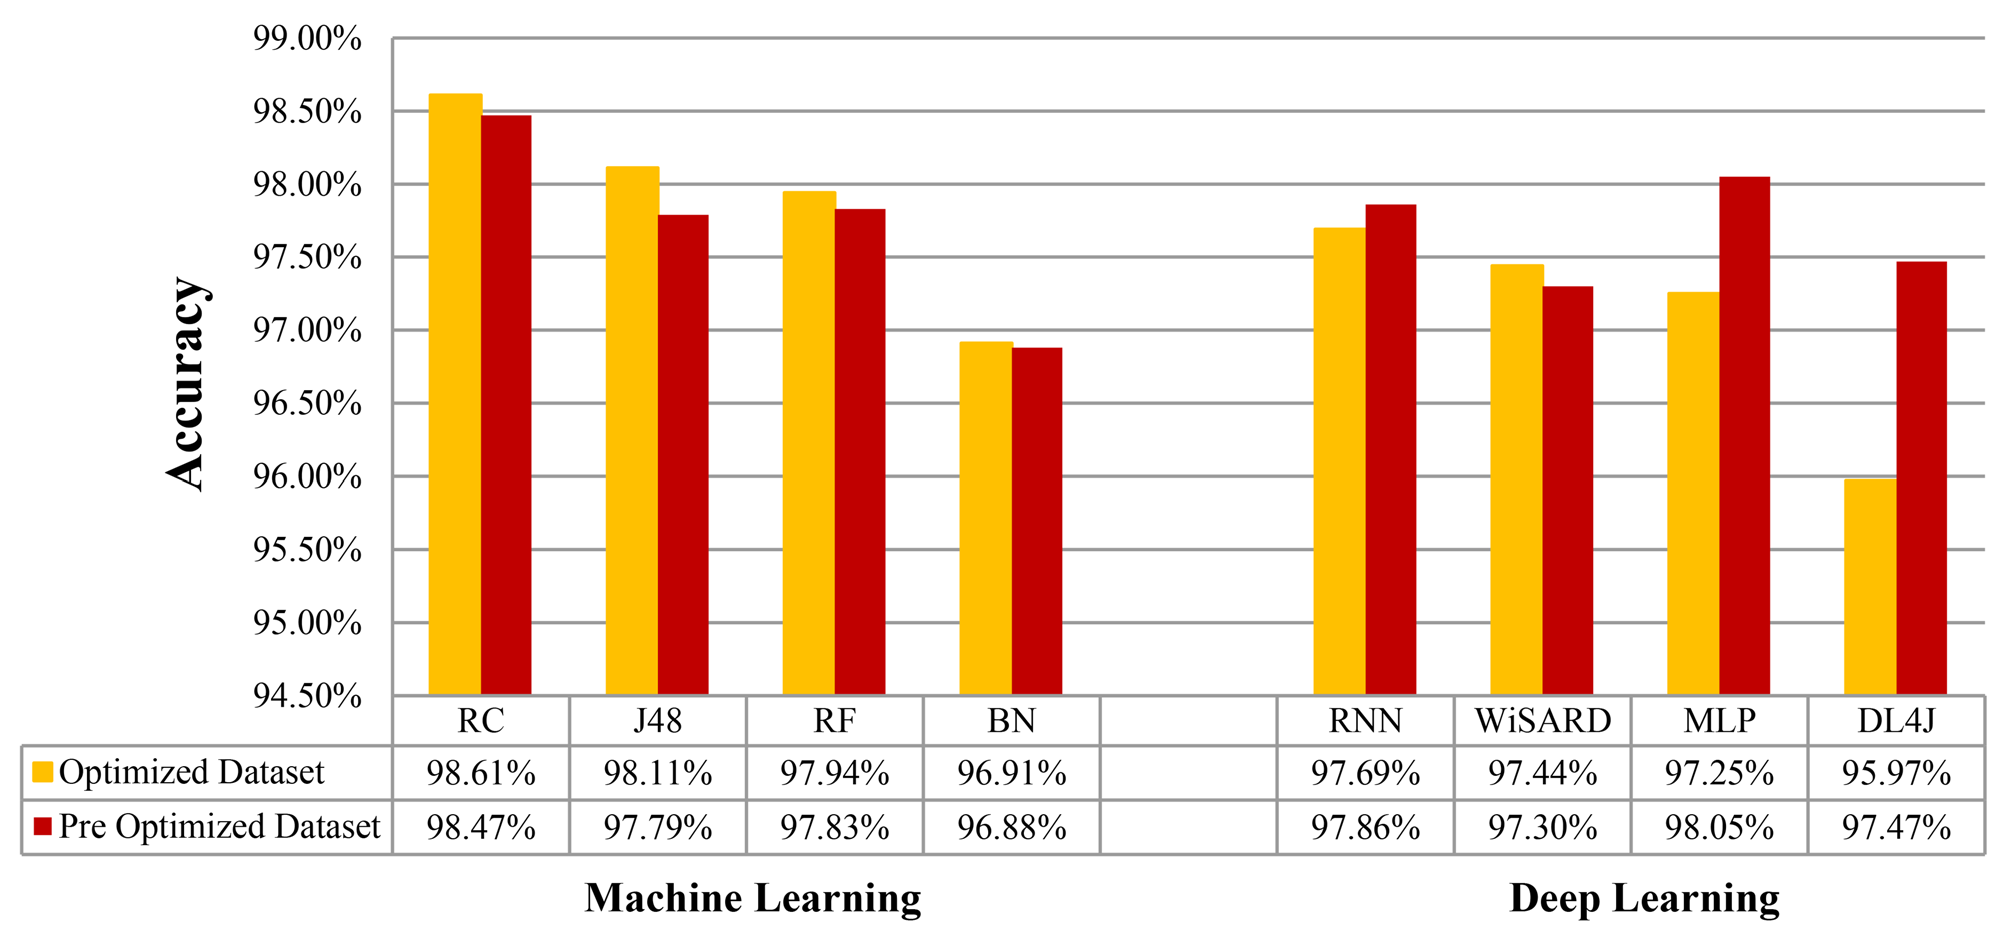 99.00%
98.50%
98.00%
97.50%
97.00%
96.50%
96.00%
95.50%
95.00%
94.50%
Accuracy
RC J48 RF BN RNN WiSARD MLP DL4J
Optimized Dataset 98.61% 98.11% 97.94% 96.91% 97.69% 97.44% 97.25% 95.97%
Pre Optimized Dataset 98.47% 97.79% 97.83% 96.88% 97.86% 97.30% 98.05% 97.47%
Machine Learning Deep Learning